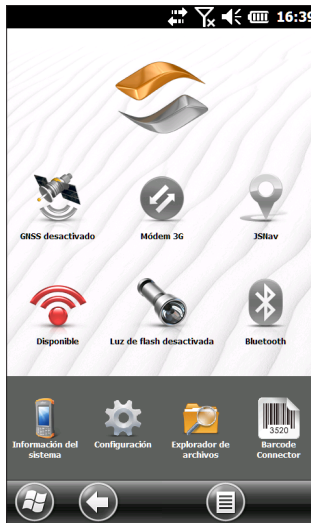 16:39
GNSS desactivado
Módem 3G
JSNav
Disponible
Luz de flash desactivada
Bluetooth
3520
Información del
sistema
Configuración
Explorador de
archivos
Barcode
Connector